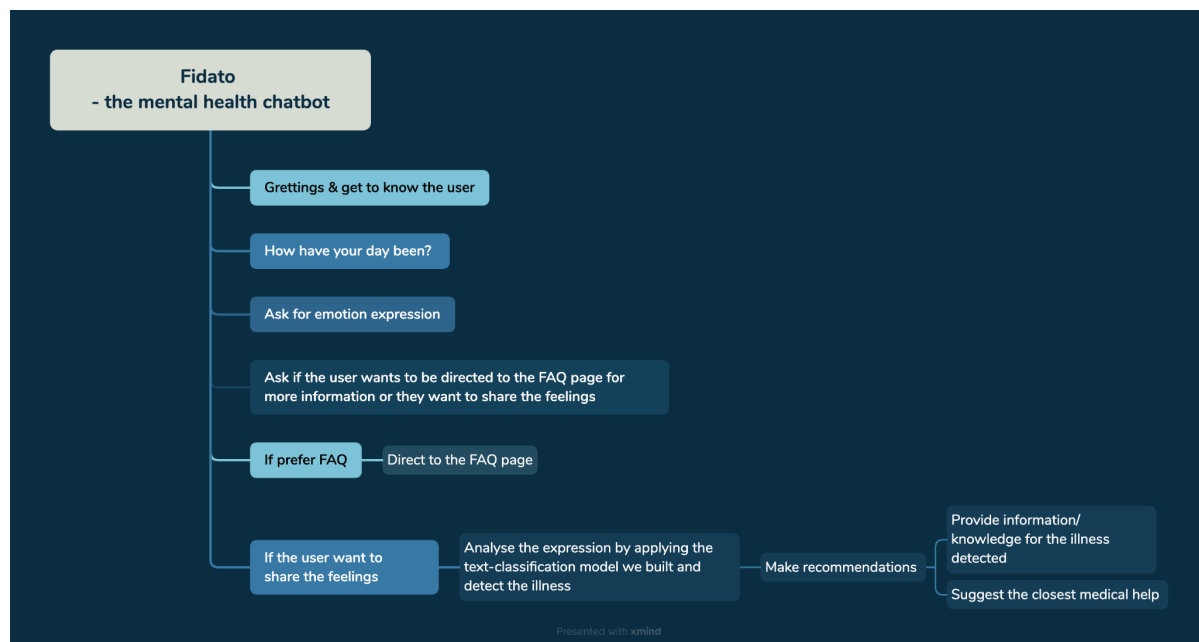 Fidato
- the mental health chatbot
Grettings & get to know the user
How have your day been?
Ask for emotion expression
Ask if the user wants to be directed to the FAQ page for
more information or they want to share the feelings
If prefer FAQ
Direct to the FAQ page
If the user want to
share the feelings
Analyse the expression by applying the
text-classification model we built and
detect the illness
Make recommendations
Provide information/
knowledge for the illness
detected
Suggest the closest medical help
Presented with xmind